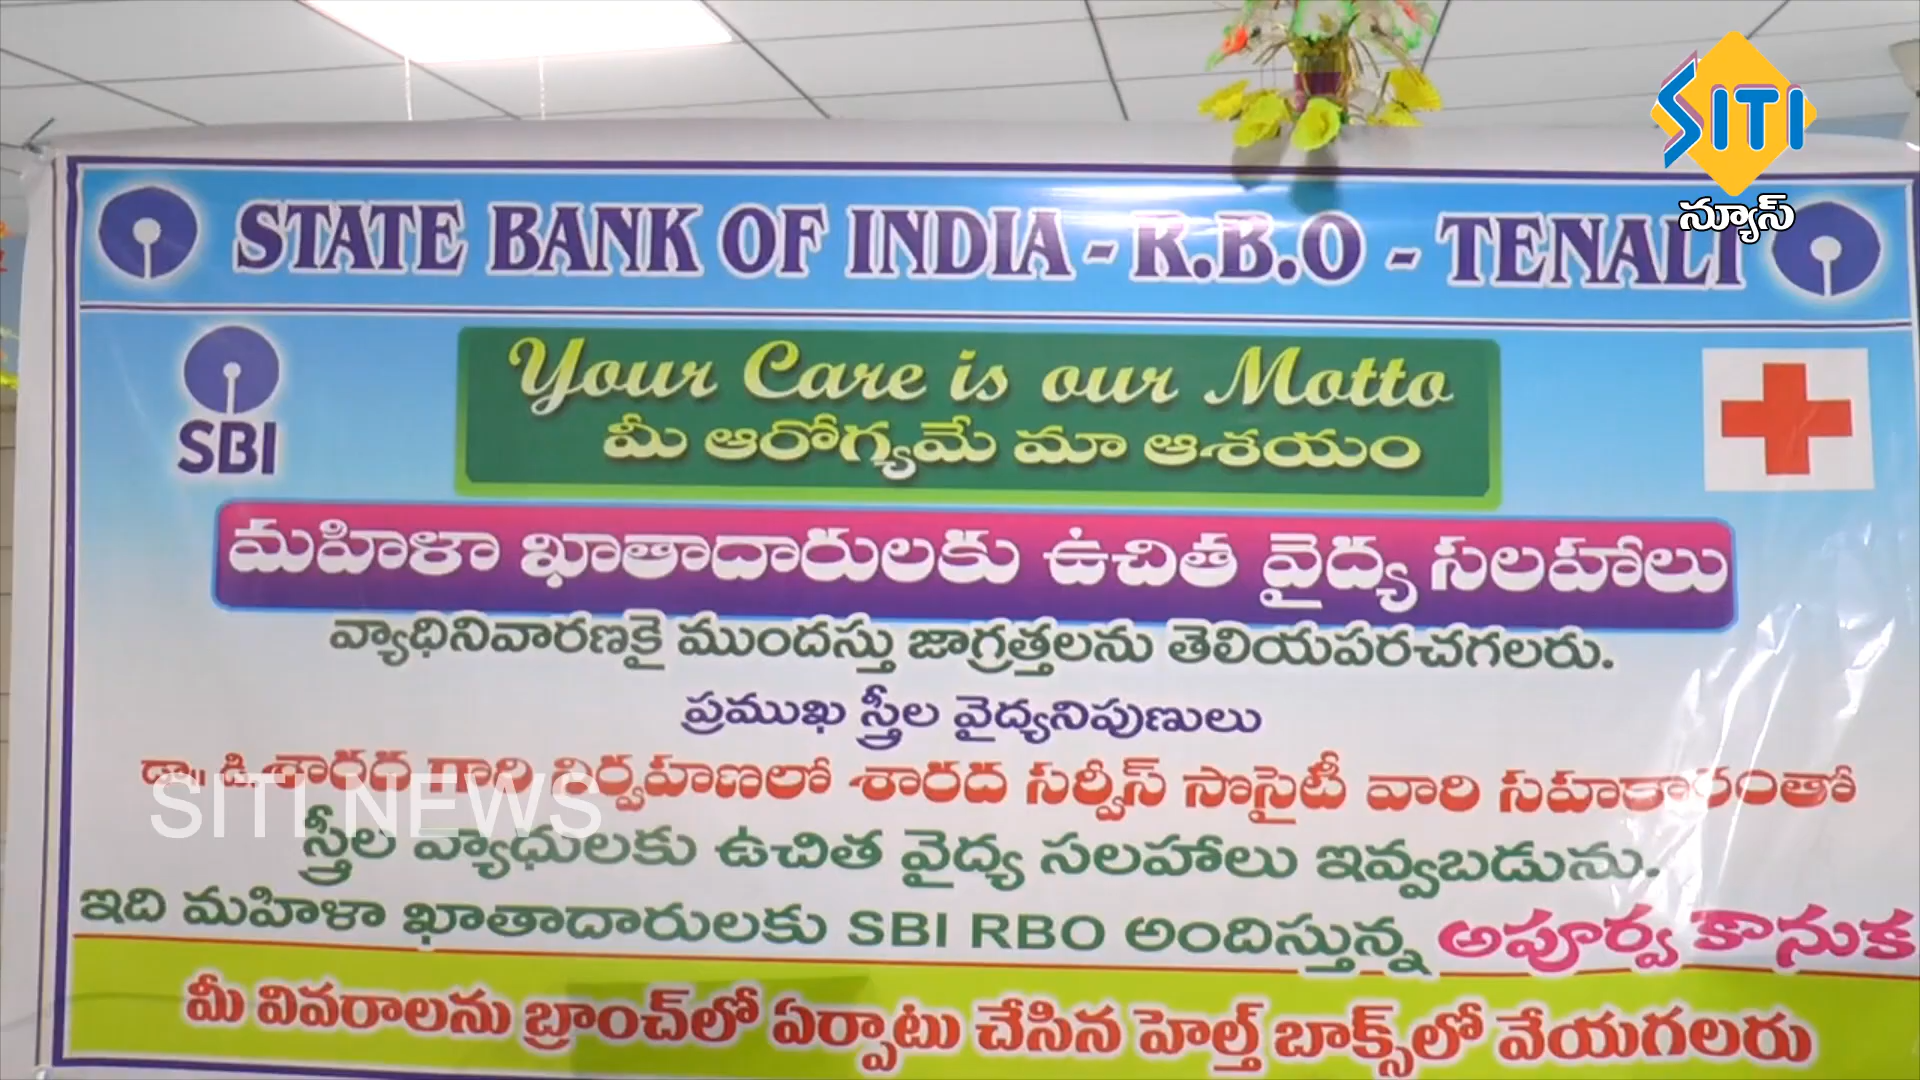 SITI
న్యూస్
STATE BANK OF INDIA - R.B.O - TENALI
SBI
Your Care is our Motto
మీ ఆరోగ్యమే మా ఆశయం
మహిళా ఖాతాదారులకు ఉచిత వైద్య సలహాలు
వ్యాధినివారణకై ముందస్తు జాగ్రత్తలను తెలియపరచగలరు.
ప్రముఖ స్త్రీల వైద్యనిపుణులు
డా॥ డి.శారద గారి నిర్వహణలో శారద సర్వీస్ సొసైటీ వారి సహకారంతో
SITI NEWS
స్త్రీల వ్యాధులకు ఉచిత వైద్య సలహాలు ఇవ్వబడును.
ఇది మహిళా ఖాతాదారులకు SBI RBO అందిస్తున్న అపూర్వ కానుక
మీ వివరాలను బ్రాంచ్‌లో ఏర్పాటు చేసిన హెల్త్ బాక్స్‌లో వేయగలరు